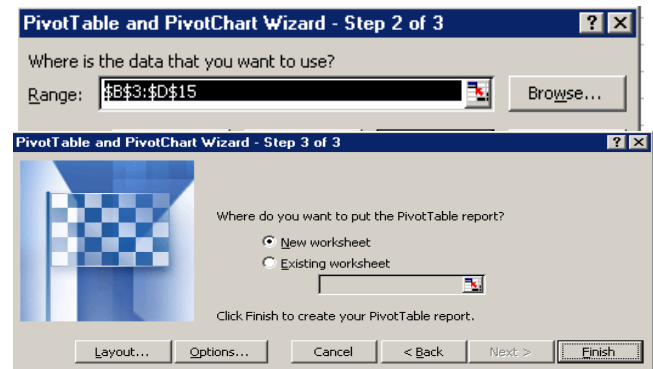 PivotTable and PivotChart Wizard - Step 2 of 3
Where is the data that you want to use?
Range: $B$3:$D$15 Browse...
PivotTable and PivotChart Wizard - Step 3 of 3
Where do you want to put the PivotTable report?
New worksheet
Existing worksheet
Click Finish to create your PivotTable report.
Layout... Options... Cancel < Back Next > Finish